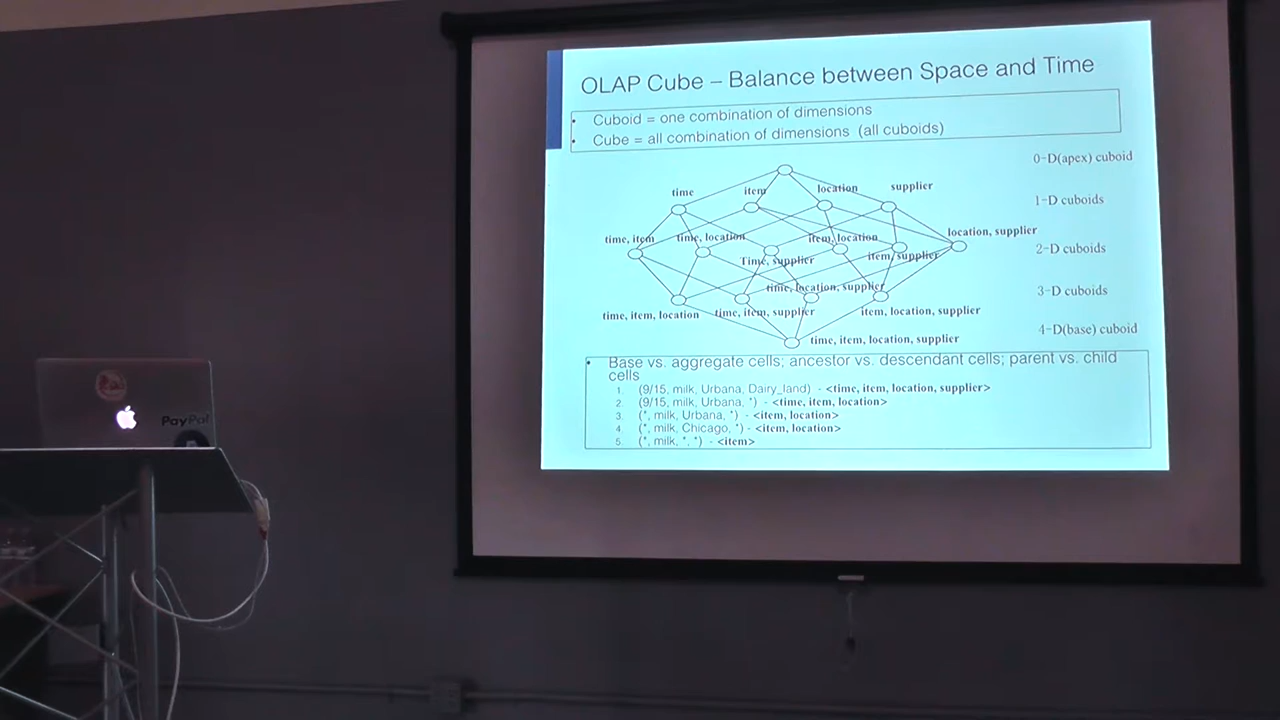 OLAP Cube – Balance between Space and Time
• Cuboid = one combination of dimensions
• Cube = all combination of dimensions (all cuboids)
0-D(apex) cuboid
time item location supplier
1-D cuboids
time, item time, location item, location location, supplier
Time, supplier item, supplier
2-D cuboids
time, location, supplier
3-D cuboids
time, item, location time, item, supplier item, location, supplier
4-D(base) cuboid
time, item, location, supplier
• Base vs. aggregate cells; ancestor vs. descendant cells; parent vs. child
cells
1. (9/15, milk, Urbana, Dairy_land) - <time, item, location, supplier>
2. (9/15, milk, Urbana, *) - <time, item, location>
3. (*, milk, Urbana, *) - <item, location>
4. (*, milk, Chicago, *) - <item, location>
5. (*, milk, *, *) - <item>
PayPal